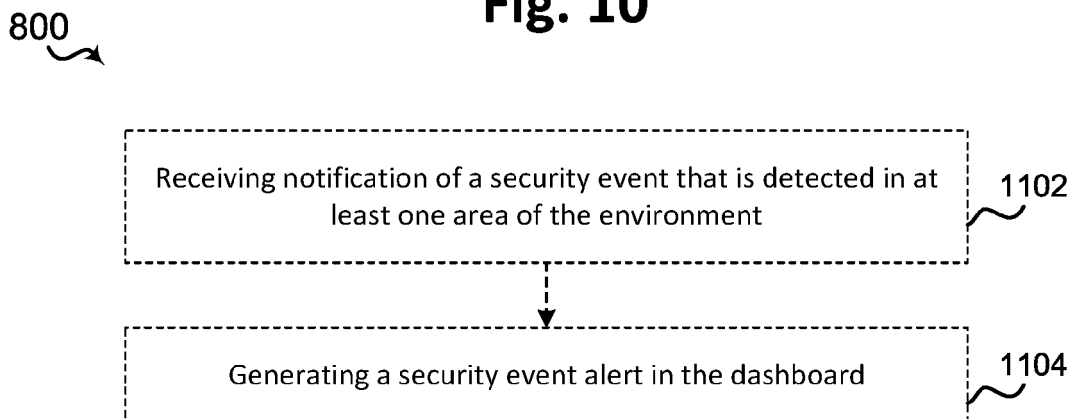 Fig. 10
800
Receiving notification of a security event that is detected in at
least one area of the environment
1102
Generating a security event alert in the dashboard
1104